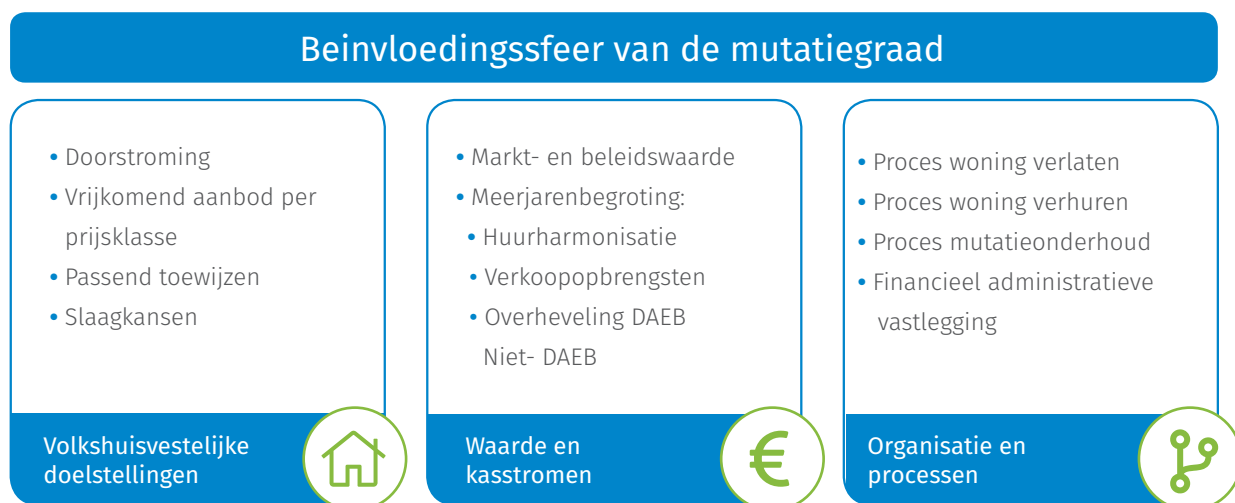 Beinvloedingssfeer van de mutatiegraad
• Doorstroming
• Vrijkomend aanbod per
prijsklasse
• Passend toewijzen
• Slaagkansen
Volkshuisvestelijke
doelstellingen
• Markt- en beleidswaarde
• Meerjarenbegroting:
• Huurharmonisatie
• Verkoopopbrengsten
• Overheveling DAEB
Niet- DAEB
Waarde en
kasstromen
€
• Proces woning verlaten
• Proces woning verhuren
• Proces mutatieonderhoud
• Financieel administratieve
vastlegging
Organisatie en
processen